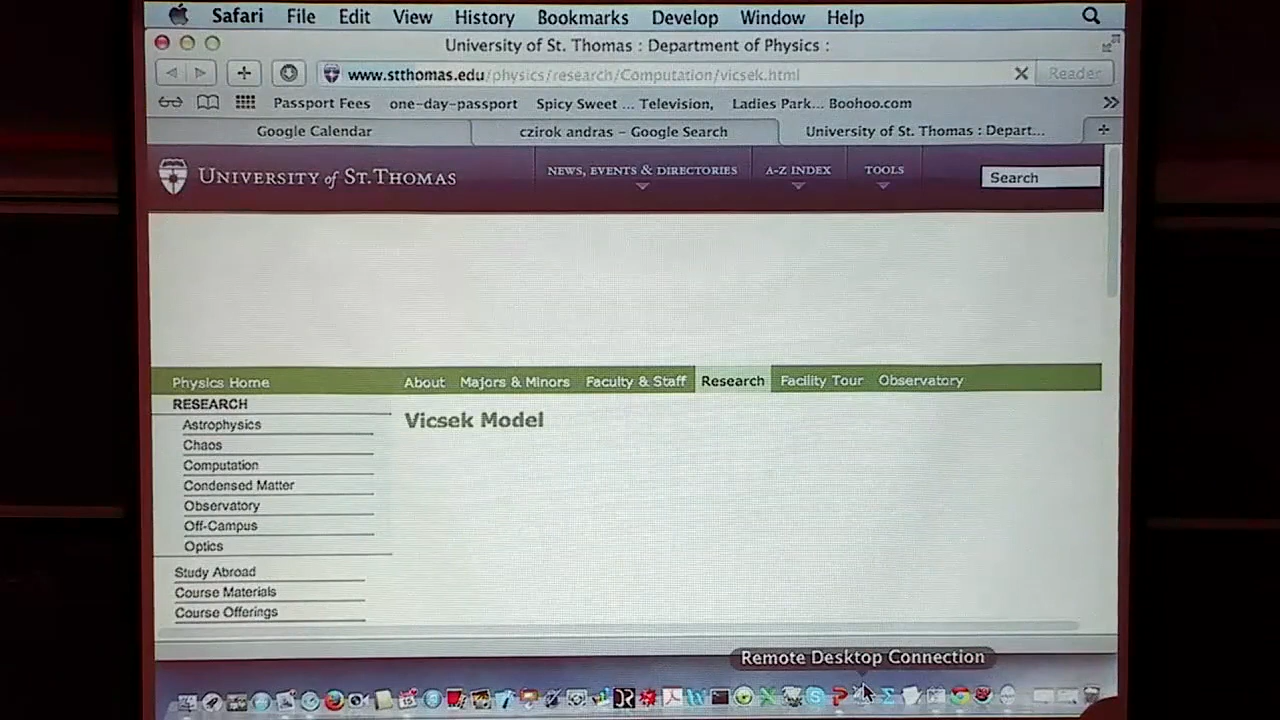 Safari File Edit View History Bookmarks Develop Window Help
University of St. Thomas : Department of Physics :
www.stthomas.edu/physics/research/Computation/vicsek.html Reader
Passport Fees one-day-passport Spicy Sweet ... Television, Ladies Park... Boohoo.com
Google Calendar czirok andras – Google Search University of St. Thomas : Depart...
UNIVERSITY of ST. THOMAS NEWS, EVENTS & DIRECTORIES A-Z INDEX TOOLS Search
Physics Home About Majors & Minors Faculty & Staff Research Facility Tour Observatory
RESEARCH
Vicsek Model
Astrophysics
Chaos
Computation
Condensed Matter
Observatory
Off-Campus
Optics
Study Abroad
Course Materials
Course Offerings
Remote Desktop Connection